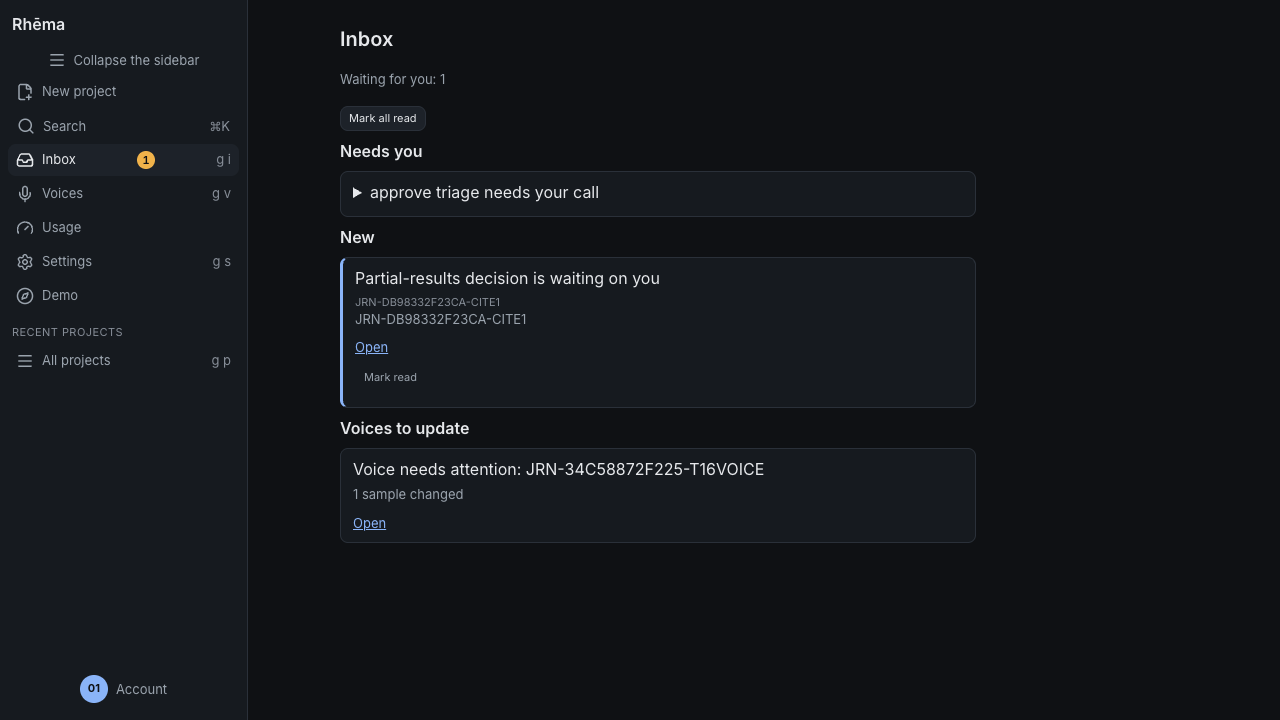 Rhēma
Collapse the sidebar
New project
Search ⌘K
Inbox 1 g i
Voices g v
Usage
Settings g s
Demo
RECENT PROJECTS
All projects g p
01 Account
Inbox
Waiting for you: 1
Mark all read
Needs you
approve triage needs your call
New
Partial-results decision is waiting on you
JRN-DB98332F23CA-CITE1
JRN-DB98332F23CA-CITE1
Open
Mark read
Voices to update
Voice needs attention: JRN-34C58872F225-T16VOICE
1 sample changed
Open